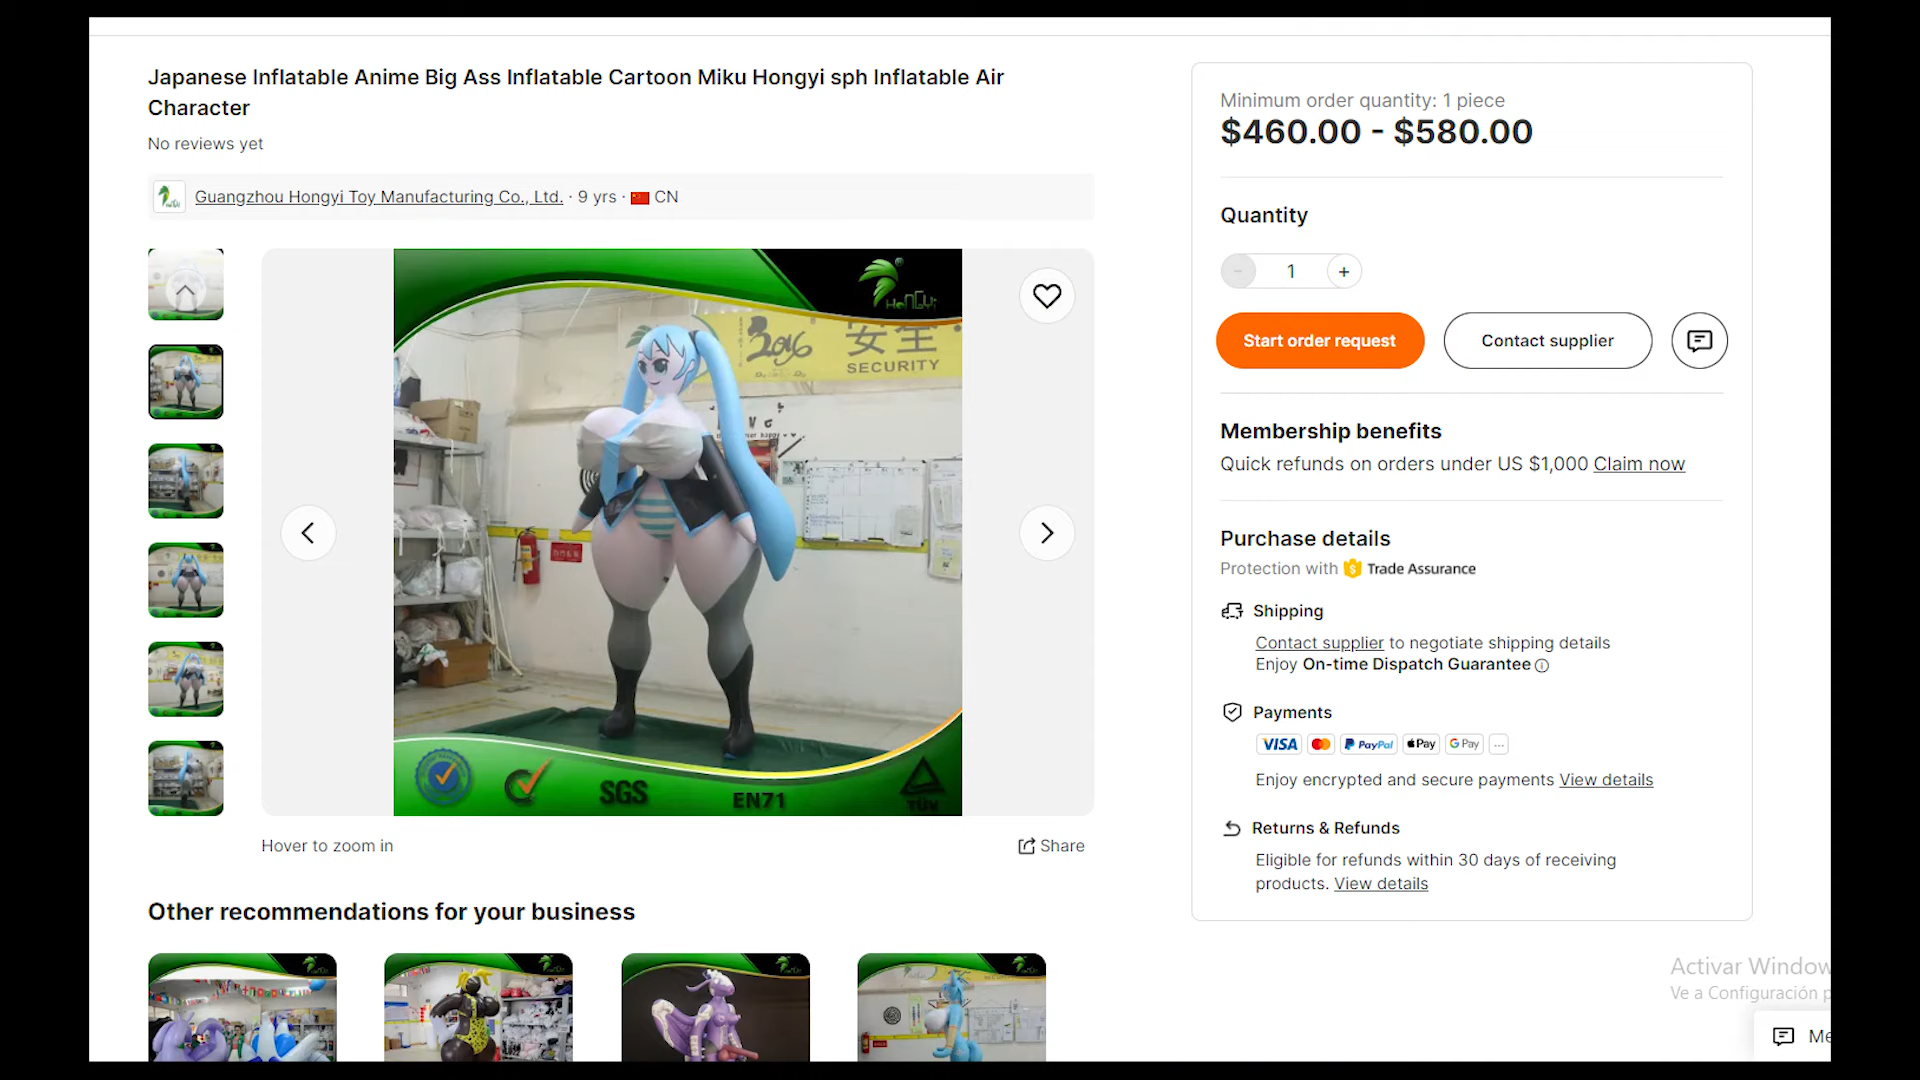 Japanese Inflatable Anime Big Ass Inflatable Cartoon Miku Hongyi sph Inflatable Air
Character
No reviews yet
Guangzhou Hongyi Toy Manufacturing Co., Ltd. · 9 yrs · CN
HonGyi
®
2016 安全
SECURITY
SGS
EN71
TÜV
Hover to zoom in
Share
Other recommendations for your business
Minimum order quantity: 1 piece
$460.00 - $580.00
Quantity
- 1 +
Start order request
Contact supplier
Membership benefits
Quick refunds on orders under US $1,000 Claim now
Purchase details
Protection with $ Trade Assurance
Shipping
Contact supplier to negotiate shipping details
Enjoy On-time Dispatch Guarantee
Payments
VISA PayPal Pay G Pay ...
Enjoy encrypted and secure payments View details
Returns & Refunds
Eligible for refunds within 30 days of receiving
products. View details
Activar Window
Ve a Configuración p
Me